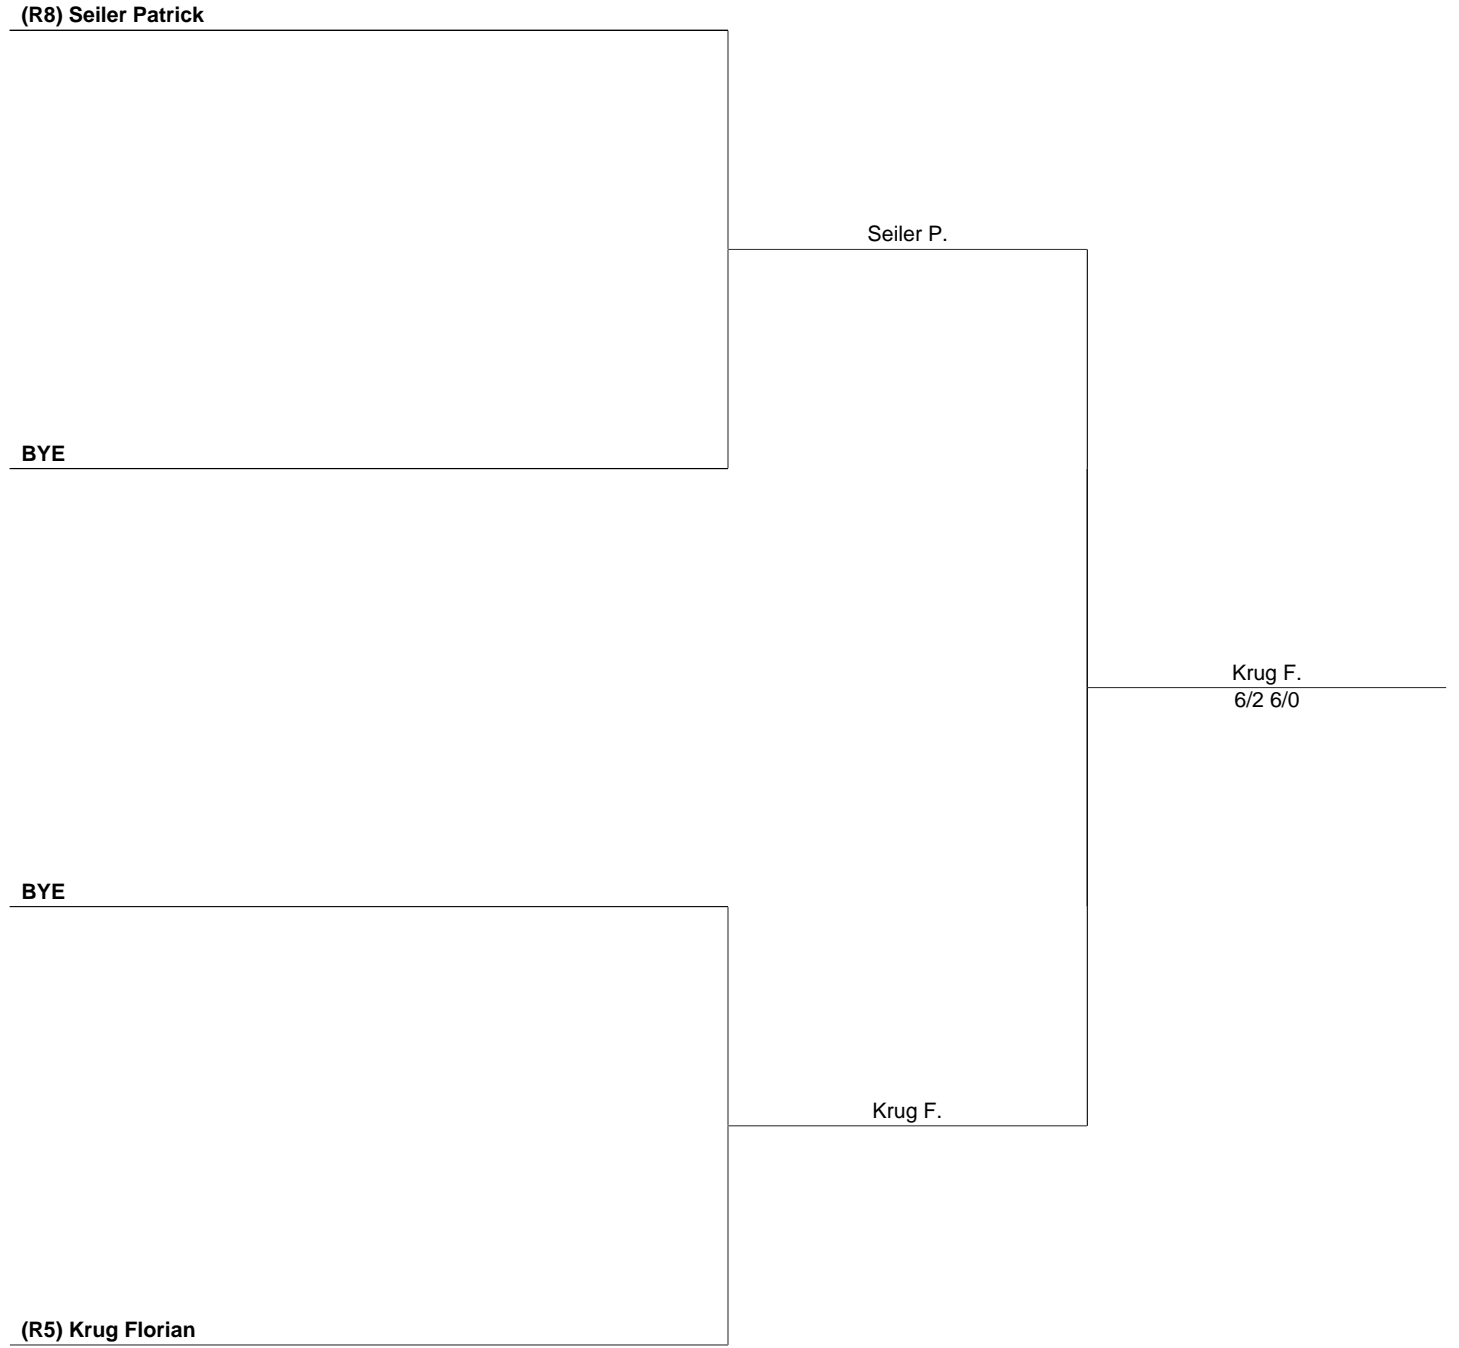 (R8) Seiler Patrick
Seiler P.
BYE
Krug F.
6/2 6/0
BYE
Krug F.
(R5) Krug Florian